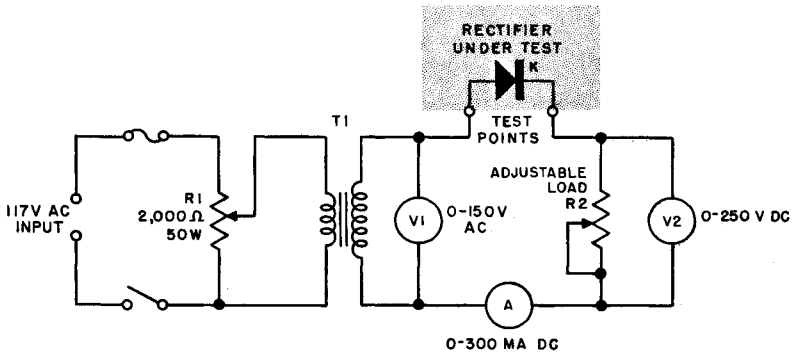 RECTIFIER
UNDER TEST
K
TEST
POINTS
T1
ADJUSTABLE
LOAD
R2
R1
2,000 Ω
50W
117V AC
INPUT
V1
0-150V
AC
V2
0-250 V DC
A
0-300 MA DC